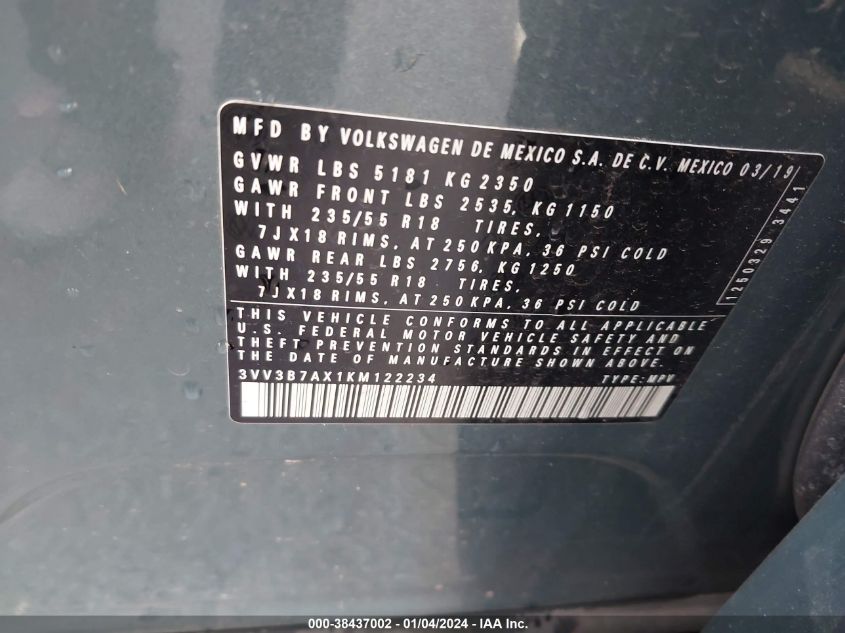 MFD BY VOLKSWAGEN DE MEXICO S.A. DE C.V. MEXICO 03/19
GVWR LBS 5181 KG 2350
GAWR FRONT LBS 2535, KG 1150
WITH 235/55 R18 TIRES,
7JX18 RIMS, AT 250 KPA, 36 PSI COLD
GAWR REAR LBS 2756, KG 1250
WITH 235/55 R18 TIRES,
7JX18 RIMS, AT 250 KPA, 36 PSI COLD
1250329 3441
THIS VEHICLE CONFORMS TO ALL APPLICABLE
U.S. FEDERAL MOTOR VEHICLE SAFETY AND
THEFT PREVENTION STANDARDS IN EFFECT ON
THE DATE OF MANUFACTURE SHOWN ABOVE.
3VV3B7AX1KM122234 TYPE: MPV
000-38437002 - 01/04/2024 - IAA Inc.